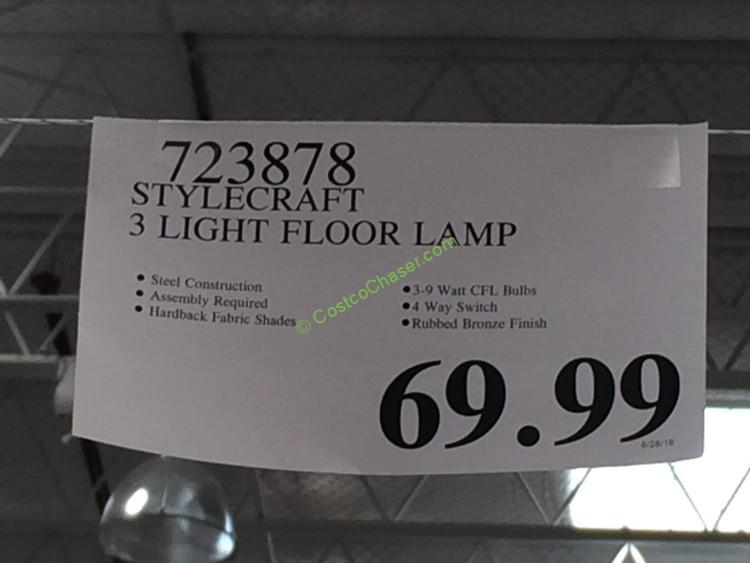 723878
STYLECRAFT
3 LIGHT FLOOR LAMP
• Steel Construction
• Assembly Required
• Hardback Fabric Shades
• 3-9 Watt CFL Bulbs
• 4 Way Switch
• Rubbed Bronze Finish
© CostcoChaser.com
69.99
6/28/16